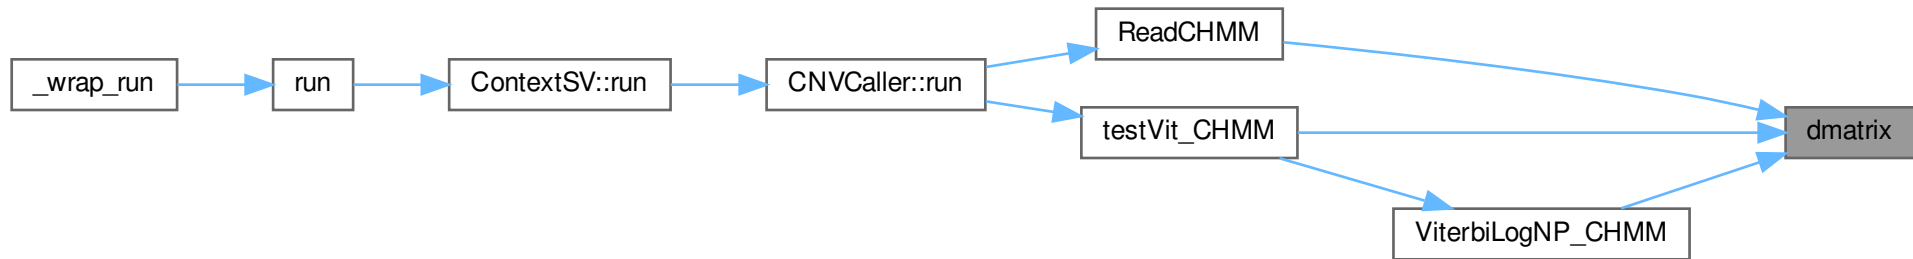 _wrap_run
run
ContextSV::run
CNVCaller::run
ReadCHMM
testVit_CHMM
ViterbiLogNP_CHMM
dmatrix